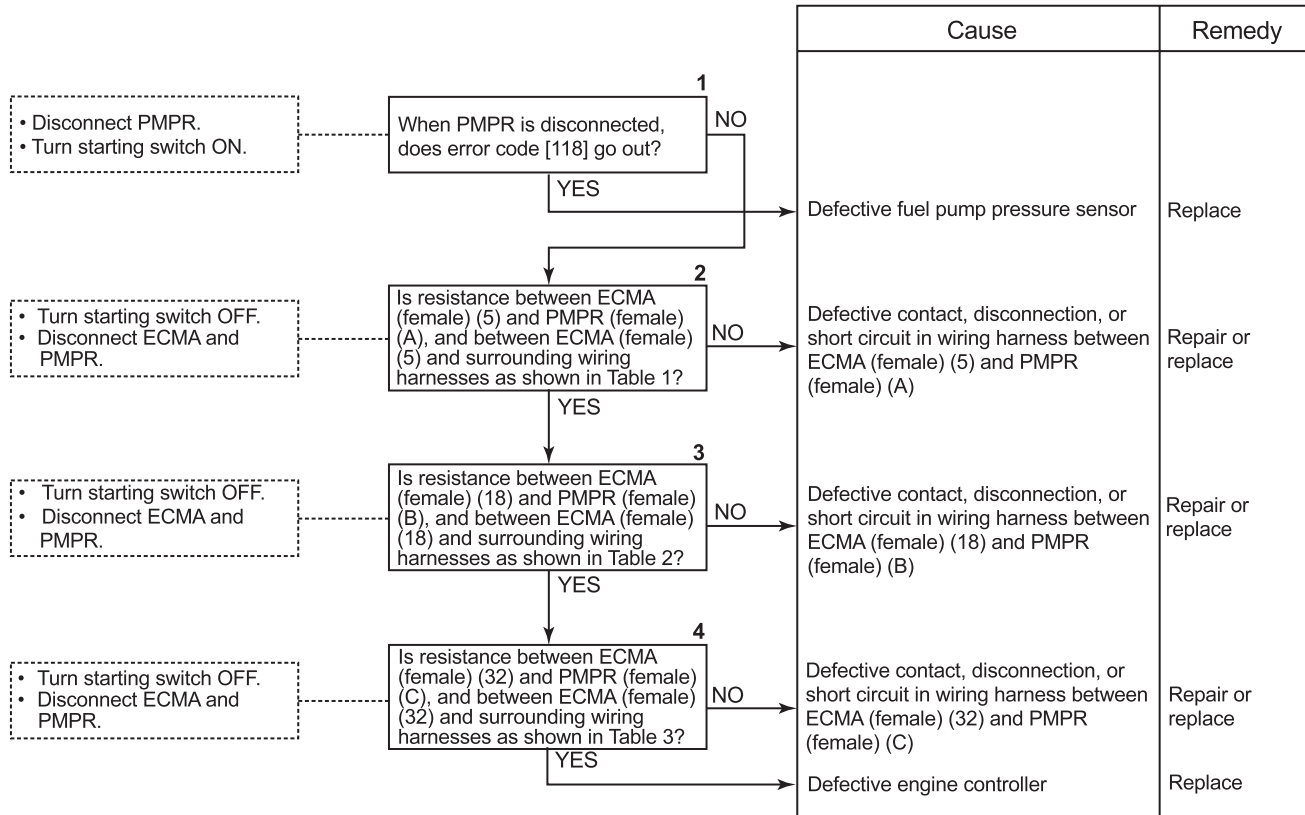 Cause
Remedy
1
• Disconnect PMPR.
• Turn starting switch ON.
When PMPR is disconnected,
does error code [118] go out?
NO
YES
Defective fuel pump pressure sensor
Replace
2
• Turn starting switch OFF.
• Disconnect ECMA and
PMPR.
Is resistance between ECMA
(female) (5) and PMPR (female)
(A), and between ECMA (female)
(5) and surrounding wiring
harnesses as shown in Table 1?
NO
YES
Defective contact, disconnection, or
short circuit in wiring harness between
ECMA (female) (5) and PMPR
(female) (A)
Repair or
replace
3
• Turn starting switch OFF.
• Disconnect ECMA and
PMPR.
Is resistance between ECMA
(female) (18) and PMPR (female)
(B), and between ECMA (female)
(18) and surrounding wiring
harnesses as shown in Table 2?
NO
YES
Defective contact, disconnection, or
short circuit in wiring harness between
ECMA (female) (18) and PMPR
(female) (B)
Repair or
replace
4
• Turn starting switch OFF.
• Disconnect ECMA and
PMPR.
Is resistance between ECMA
(female) (32) and PMPR (female)
(C), and between ECMA (female)
(32) and surrounding wiring
harnesses as shown in Table 3?
NO
YES
Defective contact, disconnection, or
short circuit in wiring harness between
ECMA (female) (32) and PMPR
(female) (C)
Repair or
replace
Defective engine controller
Replace